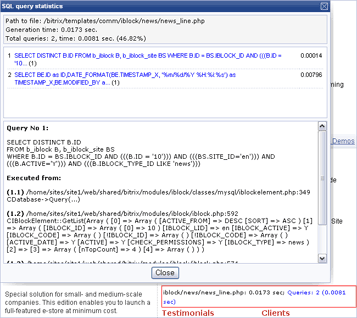 SQL query statistics
Path to file: /bitrix/templates/comm/iblock/news/news_line.php
Generation time: 0.0173 sec.
Total queries: 2, time: 0.0081 sec. (46.82%)
1 SELECT DISTINCT B.ID FROM b_iblock B, b_iblock_site BS WHERE B.ID = BS.IBLOCK_ID AND (((B.ID = '10... (1) 0.00014
2 SELECT BE.ID as ID,DATE_FORMAT(BE.TIMESTAMP_X, '%m/%d/%Y %H:%i:%s') as TIMESTAMP_X,BE.MODIFIED_BY a... (1) 0.00796
Query No 1:
SELECT DISTINCT B.ID
FROM b_iblock B, b_iblock_site BS
WHERE B.ID = BS.IBLOCK_ID AND (((B.ID = '10'))) AND (((BS.SITE_ID='en'))) AND (((B.ACTIVE='Y'))) AND (((B.IBLOCK_TYPE_ID LIKE 'news')))
Executed from:
(1.1) /home/sites/site1/web/shared/bitrix/modules/iblock/classes/mysql/iblockelement.php:349
CDatabase->Query(...)
(1.2) /home/sites/site1/web/shared/bitrix/modules/iblock/iblock.php:592
CIBlockElement::GetList(Array ( [0] => Array ( [ACTIVE_FROM] => DESC [SORT] => ASC ) [1]
=> Array ( [IBLOCK_ID] => Array ( [0] => 10 ) [IBLOCK_LID] => en [IBLOCK_ACTIVE] => Y
[IBLOCK_CODE] => Array ( ) [!IBLOCK_ID] => Array ( ) [!IBLOCK_CODE] => Array ( )
[ACTIVE_DATE] => Y [ACTIVE] => Y [CHECK_PERMISSIONS] => Y [IBLOCK_TYPE] => news )
[2] => [3] => Array ( [nTopCount] => 4 ) [4] => Array ( ) ) )
Close
ming
Demos
d
Site
Special solution for small- and medium-scale
companies. This edition enables you to launch a
full-featured e-store at minimum cost.
iblock/news/news_line.php: 0.0173 sec; Queries: 2 (0.0081
sec)
Testimonials
Clients